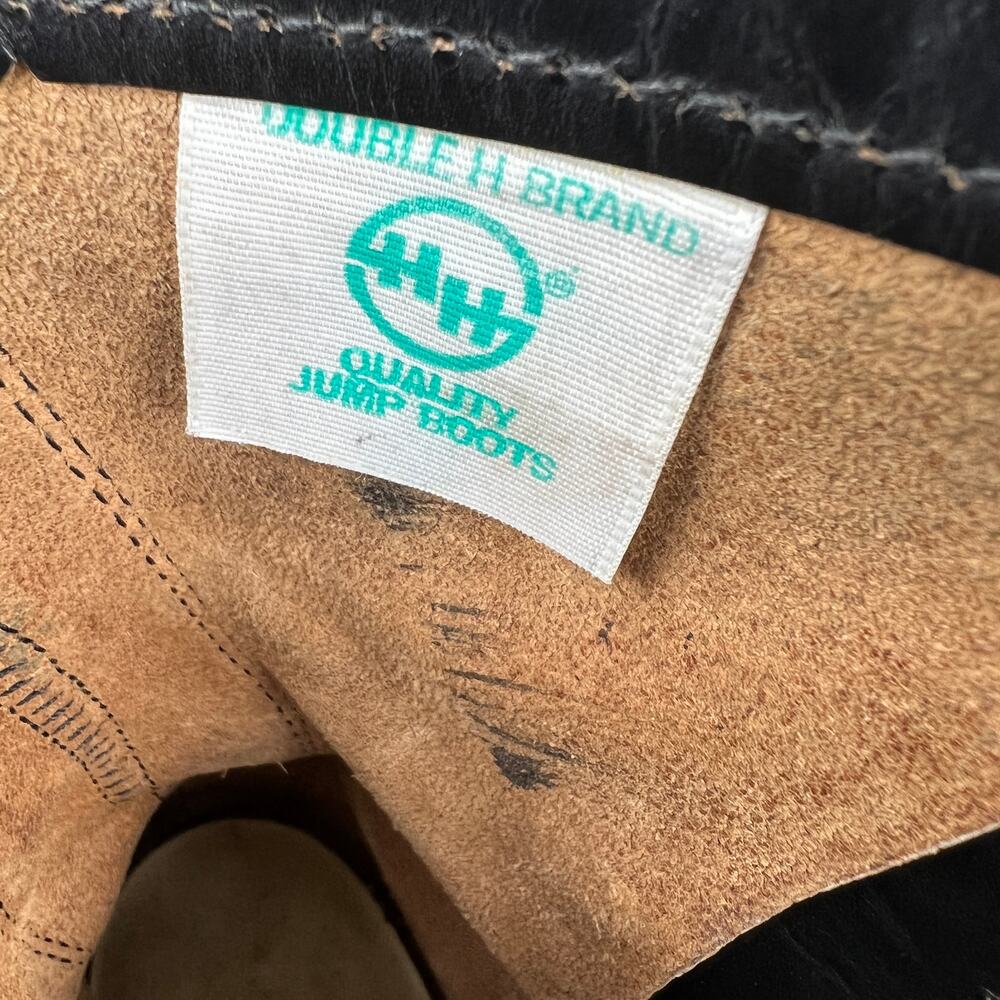 DOUBLE H BRAND
HH ®
QUALITY
JUMP BOOTS